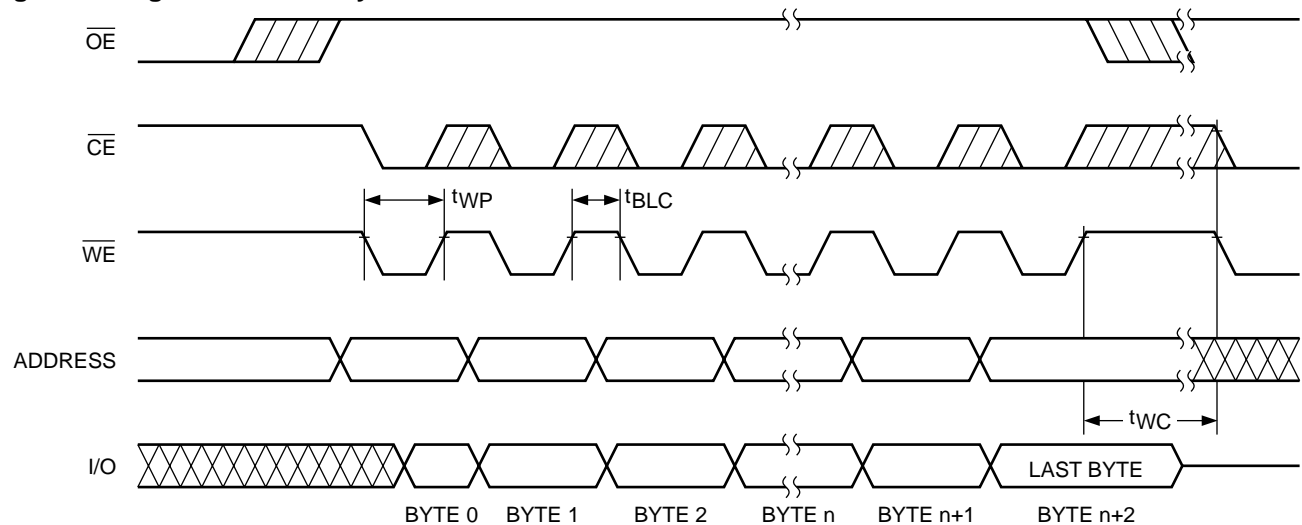 OE
CE
tWP
tBLC
WE
ADDRESS
tWC
I/O
LAST BYTE
BYTE 0 BYTE 1 BYTE 2 BYTE n BYTE n+1 BYTE n+2